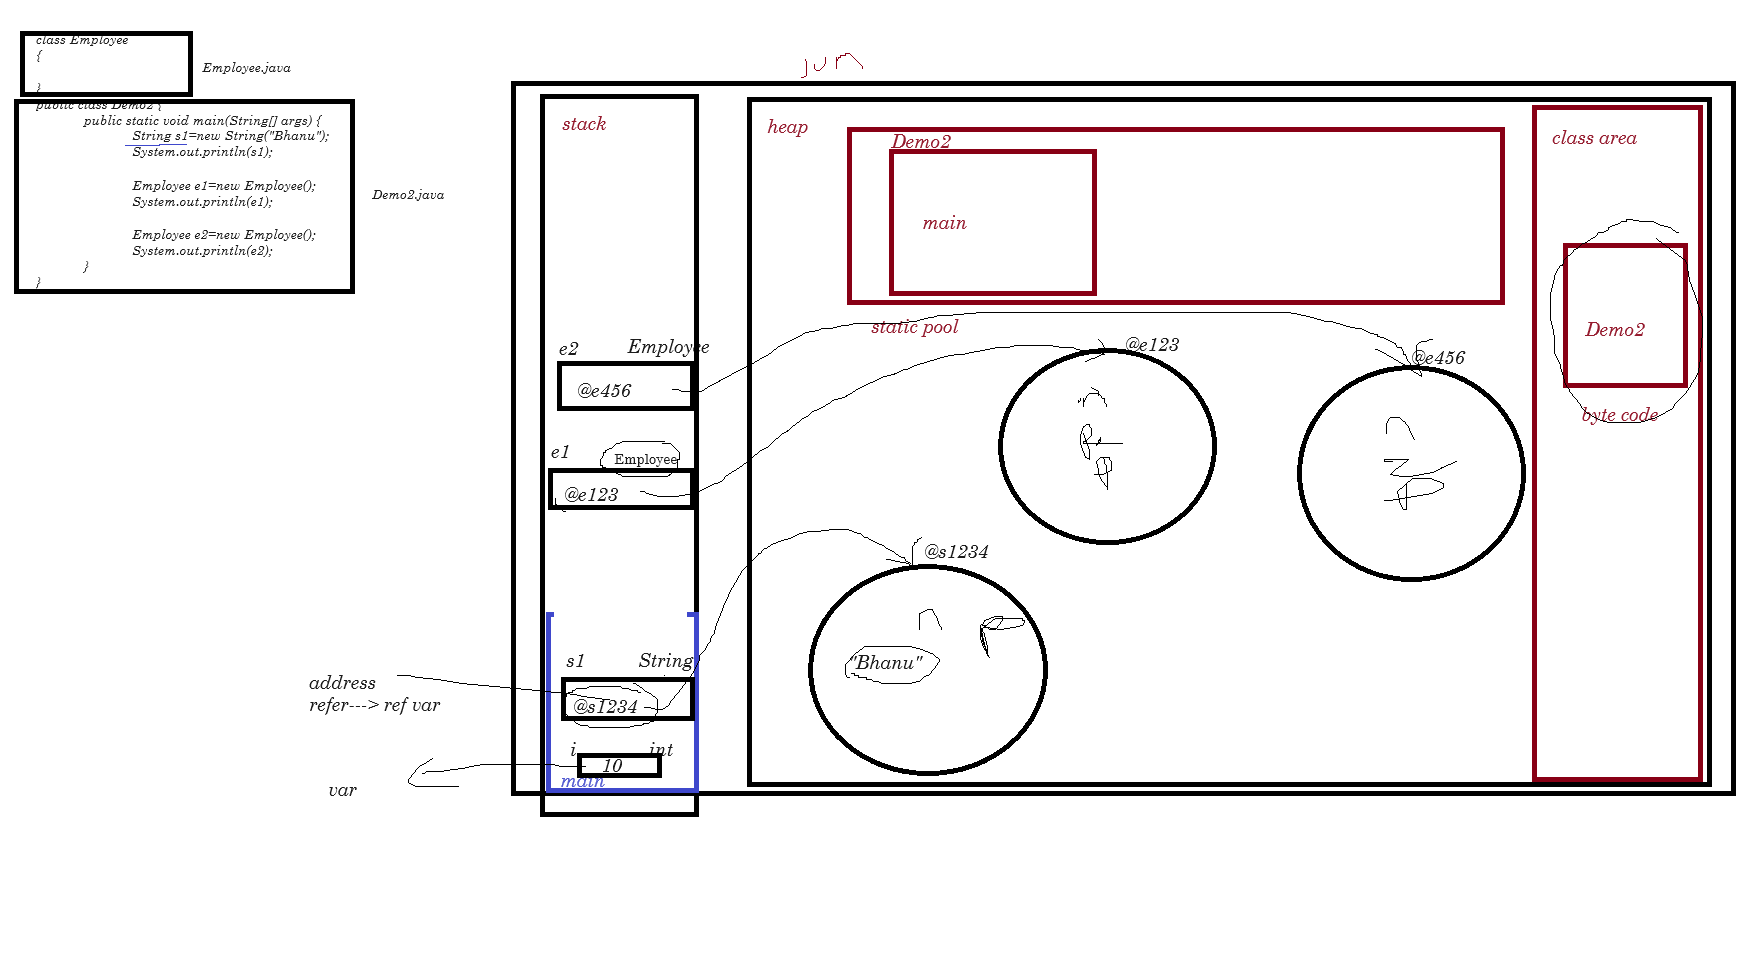 class Employee
{
}
Employee.java
public class Demo2 {
public static void main(String[] args) {
String s1=new String("Bhanu");
System.out.println(s1);
Employee e1=new Employee();
System.out.println(e1);
Employee e2=new Employee();
System.out.println(e2);
}
}
Demo2.java
jvm
stack
e2 Employee
@e456
e1 Employee
@e123
s1 String
@s1234
i int
10
main
address
refer---> ref var
var
heap
Demo2
main
static pool
@e123
@e456
@s1234
"Bhanu"
class area
Demo2
byte code